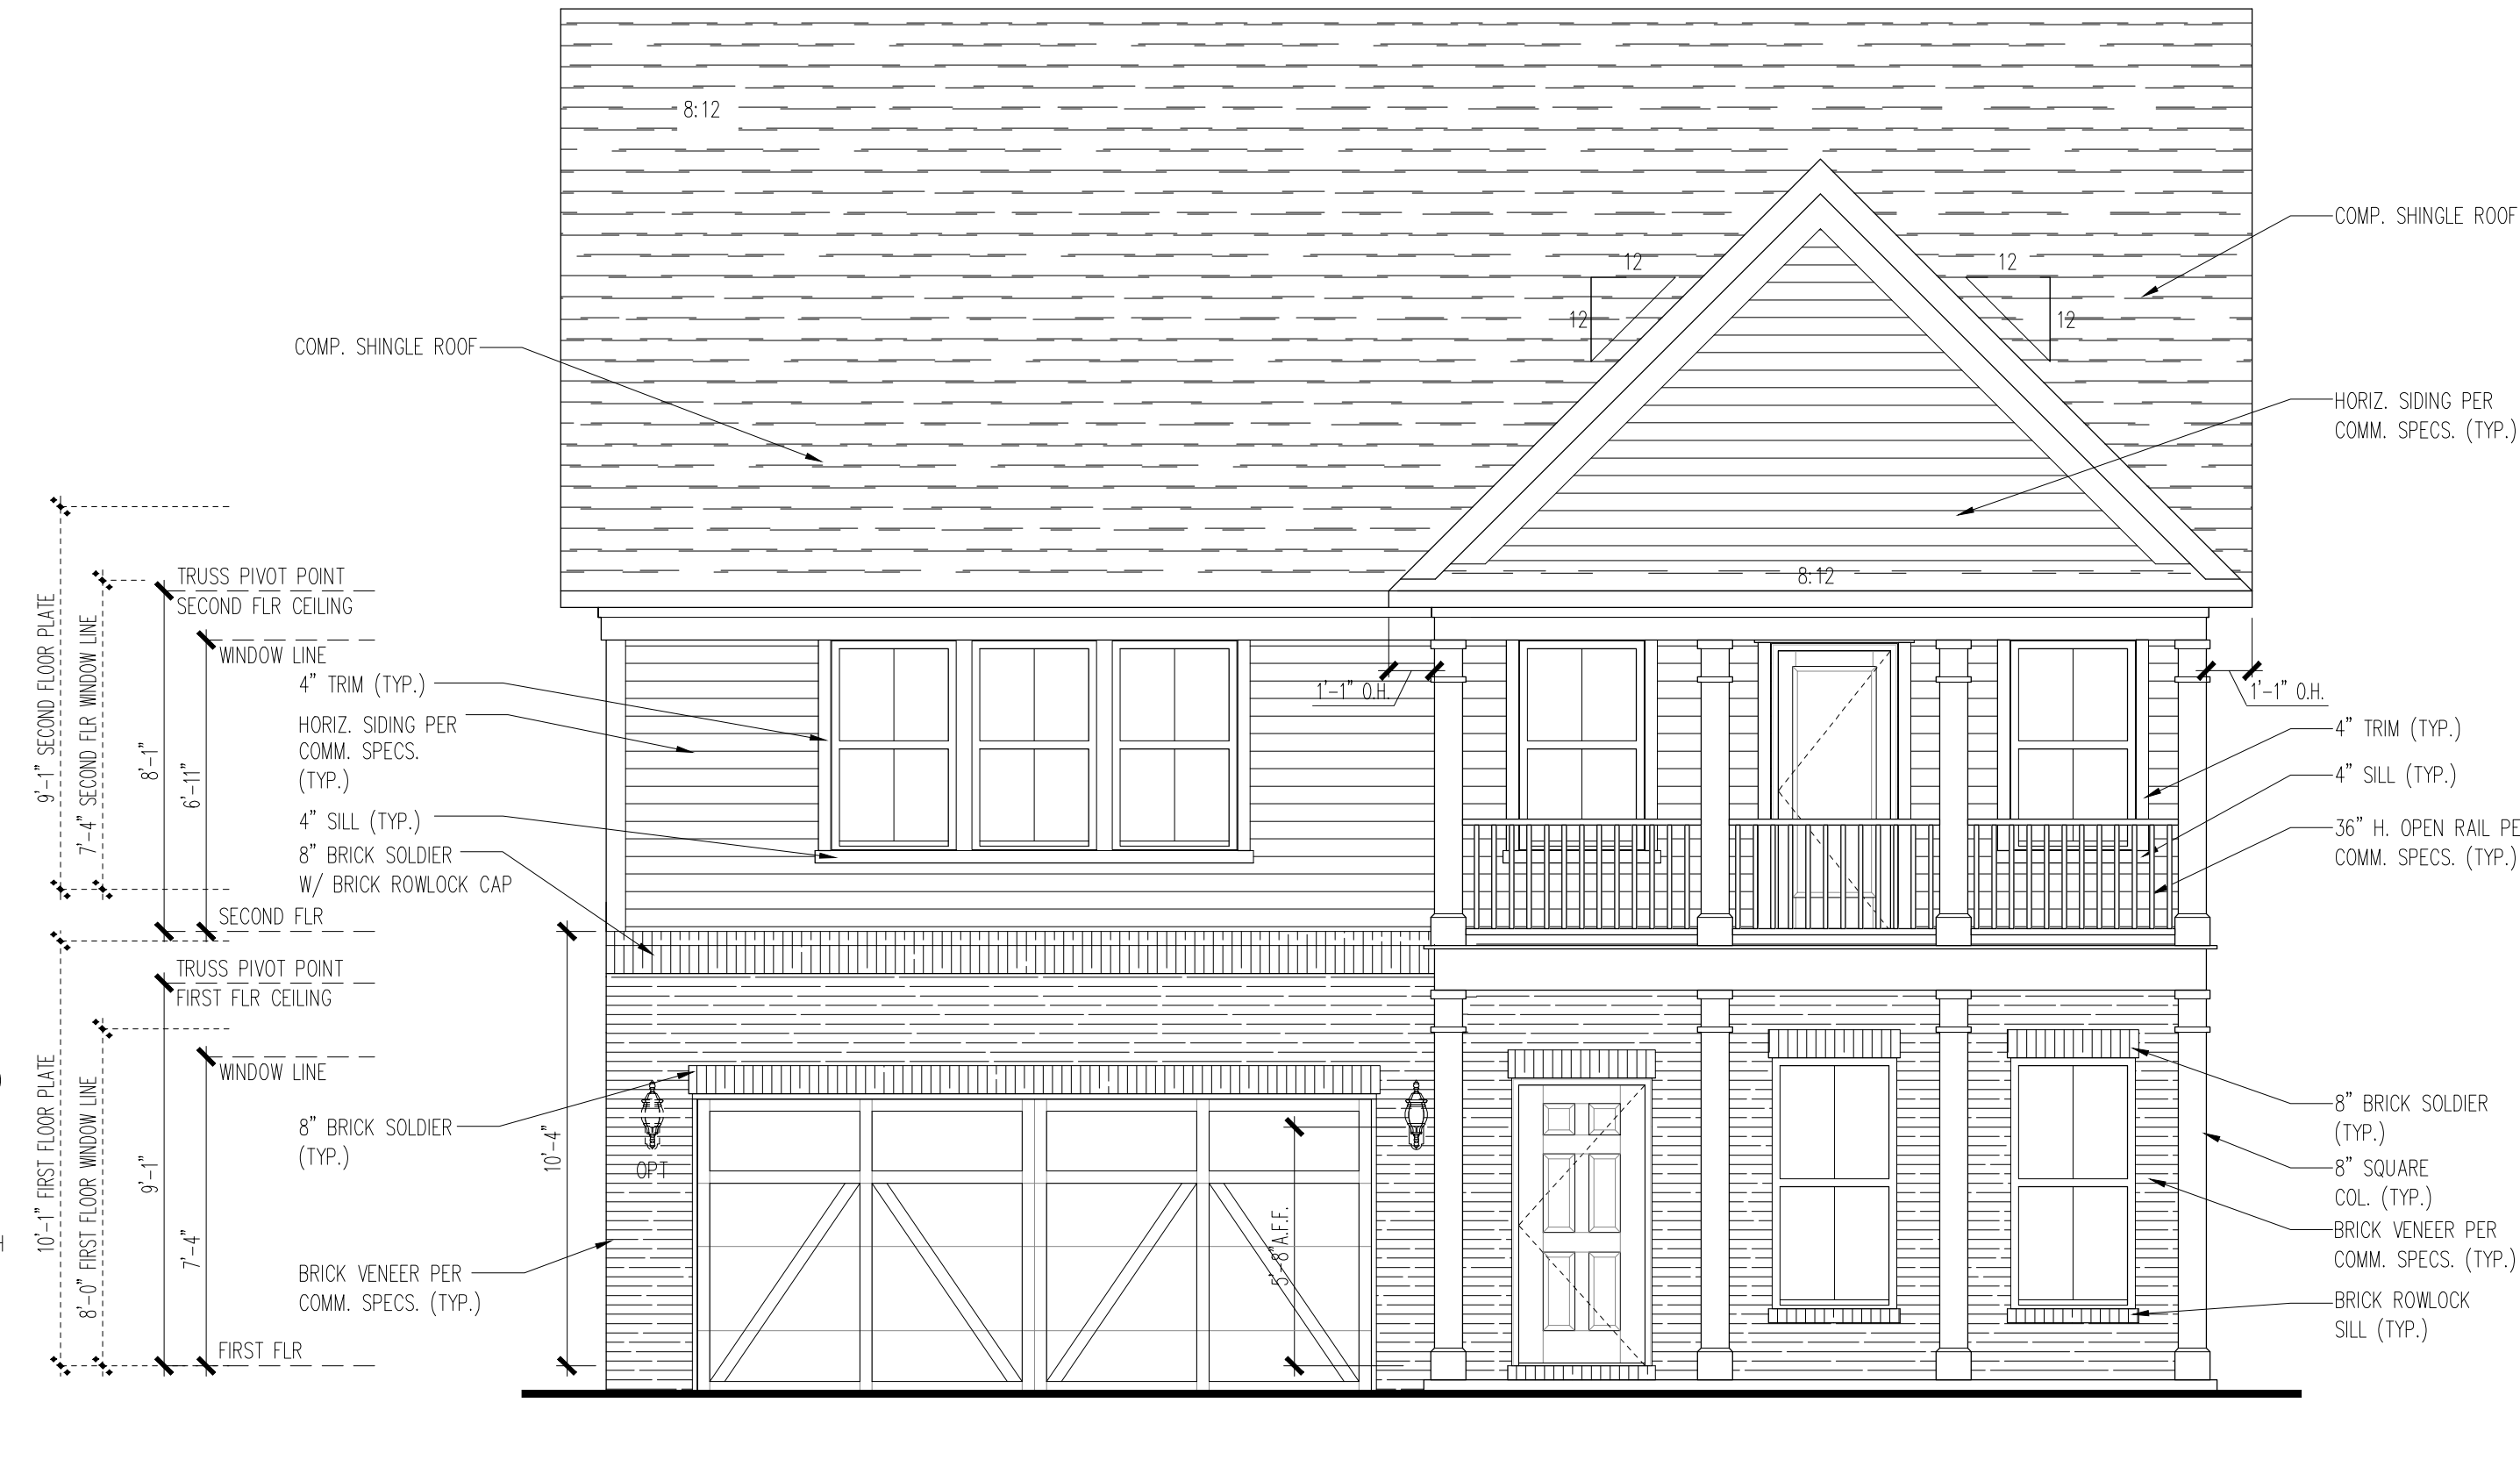 8:12
COMP. SHINGLE ROOF
12
12
12
12
COMP. SHINGLE ROOF
HORIZ. SIDING PER
COMM. SPECS. (TYP.)
8:12
TRUSS PIVOT POINT
SECOND FLR CEILING
WINDOW LINE
9'-1" SECOND FLOOR PLATE
7'-4" SECOND FLR WINDOW LINE
8'-1"
6'-11"
4" TRIM (TYP.)
HORIZ. SIDING PER
COMM. SPECS.
(TYP.)
4" SILL (TYP.)
8" BRICK SOLDIER
W/ BRICK ROWLOCK CAP
1'-1" O.H.
1'-1" O.H.
4" TRIM (TYP.)
4" SILL (TYP.)
36" H. OPEN RAIL PE
COMM. SPECS. (TYP.)
SECOND FLR
TRUSS PIVOT POINT
FIRST FLR CEILING
WINDOW LINE
10'-1" FIRST FLOOR PLATE
8'-0" FIRST FLOOR WINDOW LINE
9'-1"
7'-4"
8" BRICK SOLDIER
(TYP.)
10'-4"
OPT
5'-8"A.F.F.
BRICK VENEER PER
COMM. SPECS. (TYP.)
FIRST FLR
8" BRICK SOLDIER
(TYP.)
8" SQUARE
COL. (TYP.)
BRICK VENEER PER
COMM. SPECS. (TYP.)
BRICK ROWLOCK
SILL (TYP.)